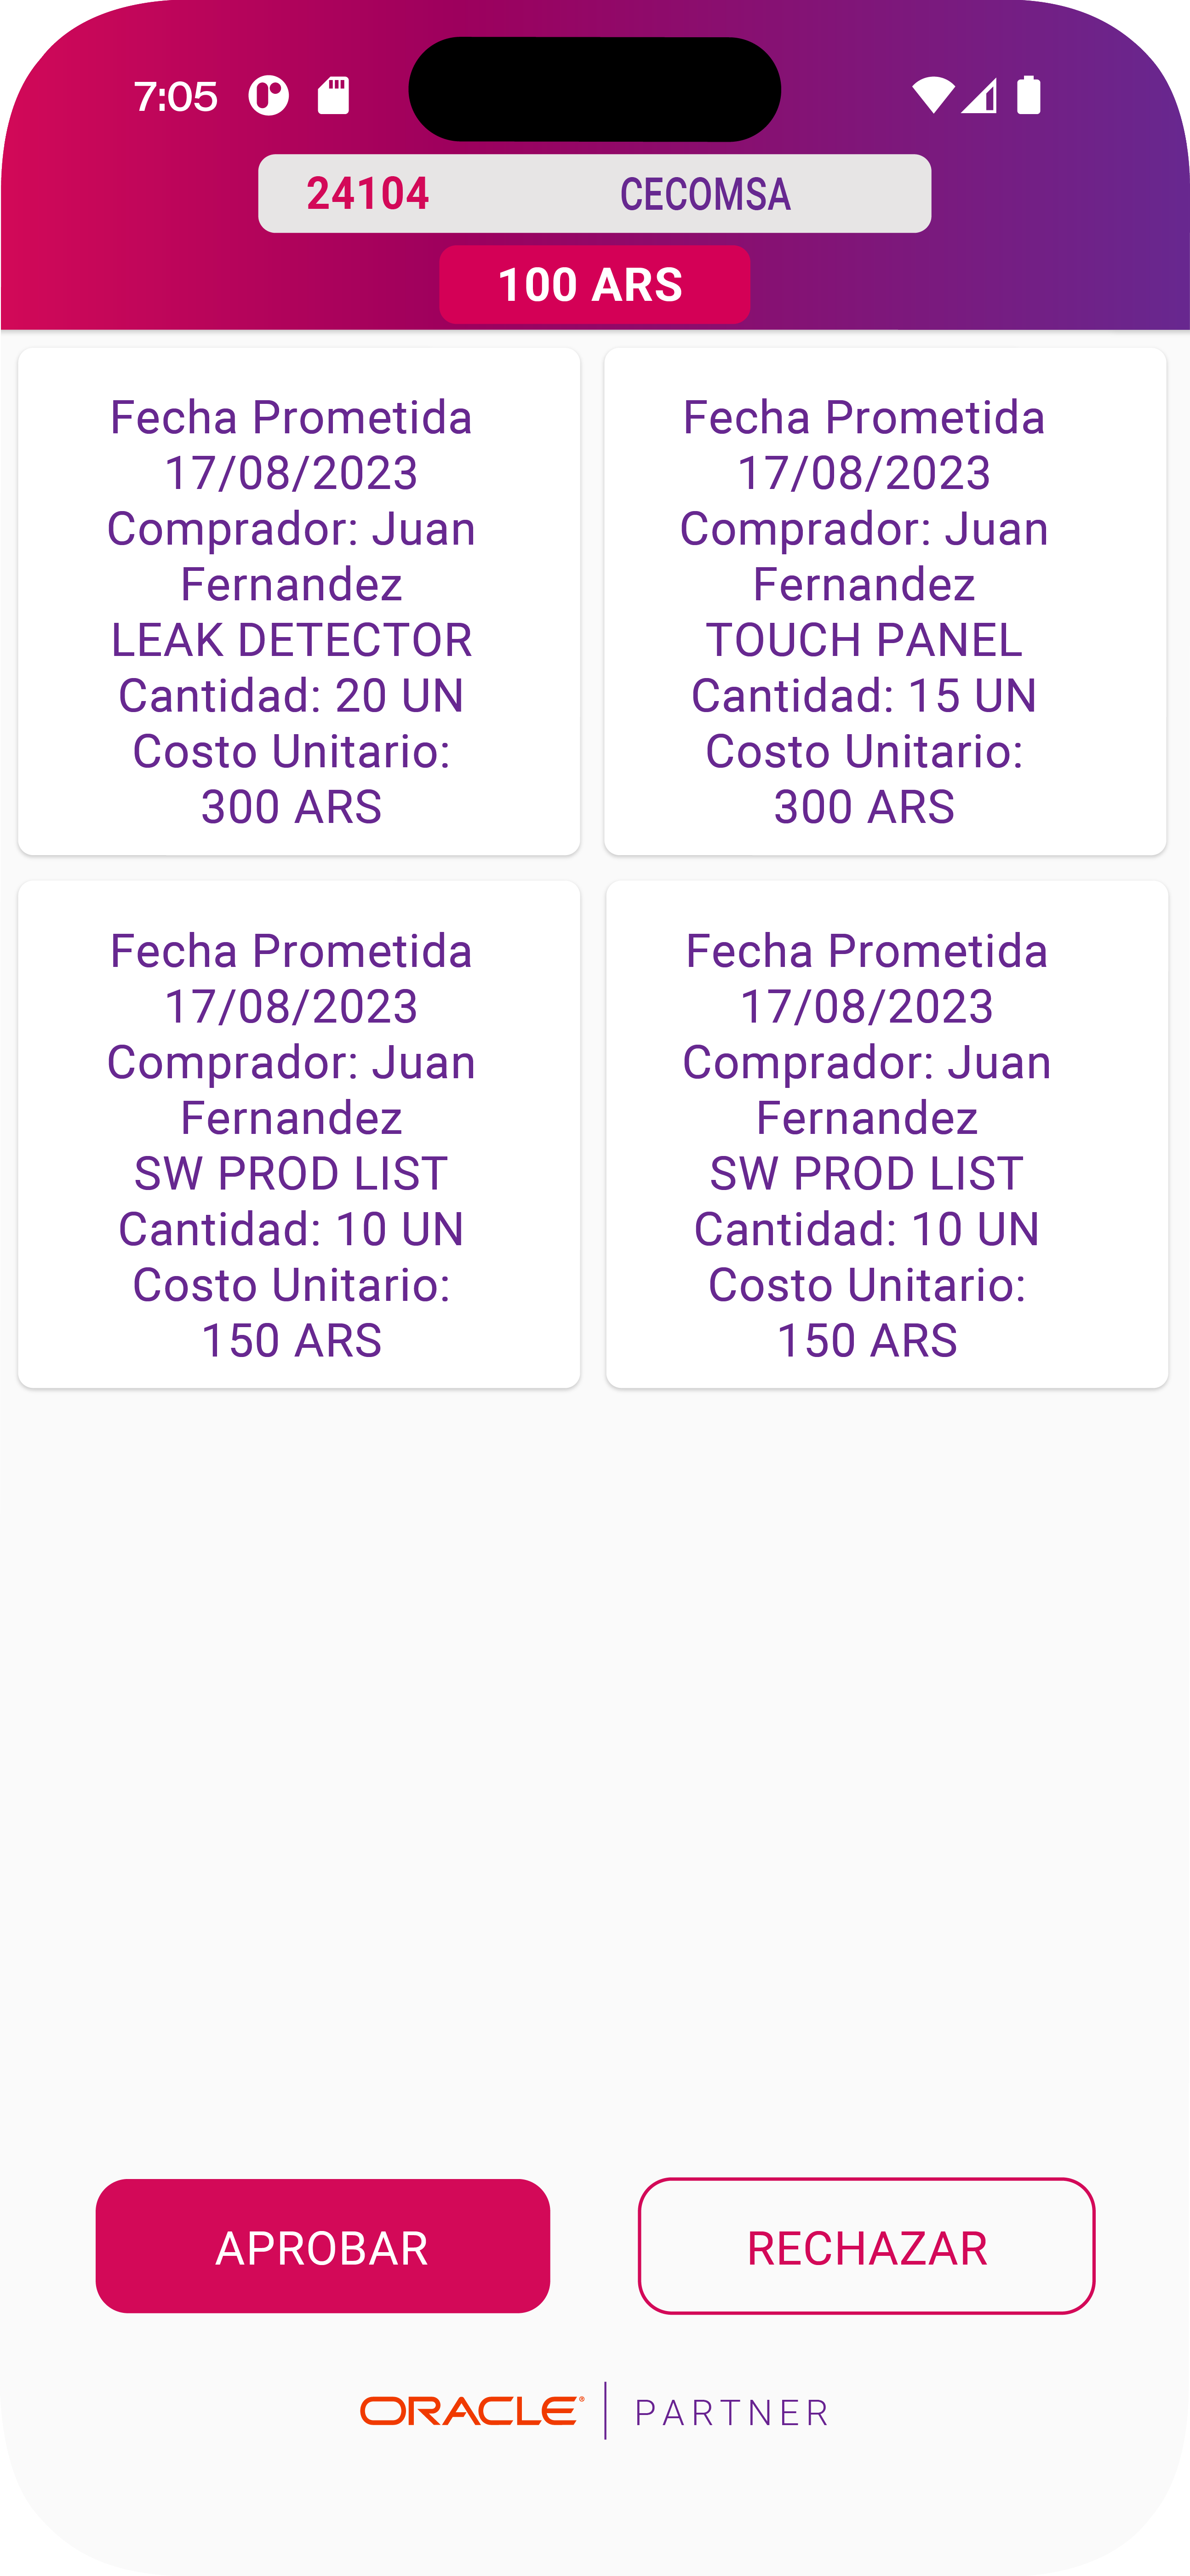 7:05
24104 CECOMSA
100 ARS
Fecha Prometida
17/08/2023
Comprador: Juan
Fernandez
LEAK DETECTOR
Cantidad: 20 UN
Costo Unitario:
300 ARS
Fecha Prometida
17/08/2023
Comprador: Juan
Fernandez
TOUCH PANEL
Cantidad: 15 UN
Costo Unitario:
300 ARS
Fecha Prometida
17/08/2023
Comprador: Juan
Fernandez
SW PROD LIST
Cantidad: 10 UN
Costo Unitario:
150 ARS
Fecha Prometida
17/08/2023
Comprador: Juan
Fernandez
SW PROD LIST
Cantidad: 10 UN
Costo Unitario:
150 ARS
APROBAR
RECHAZAR
ORACLE® | PARTNER